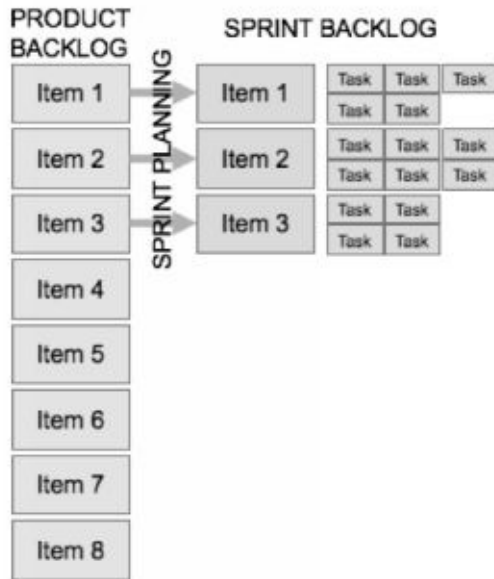 PRODUCT
BACKLOG
SPRINT BACKLOG
SPRINT PLANNING
Item 1
Item 1
Task Task Task
Task Task
Item 2
Item 2
Task Task Task
Task Task Task
Item 3
Item 3
Task Task
Task Task
Item 4
Item 5
Item 6
Item 7
Item 8